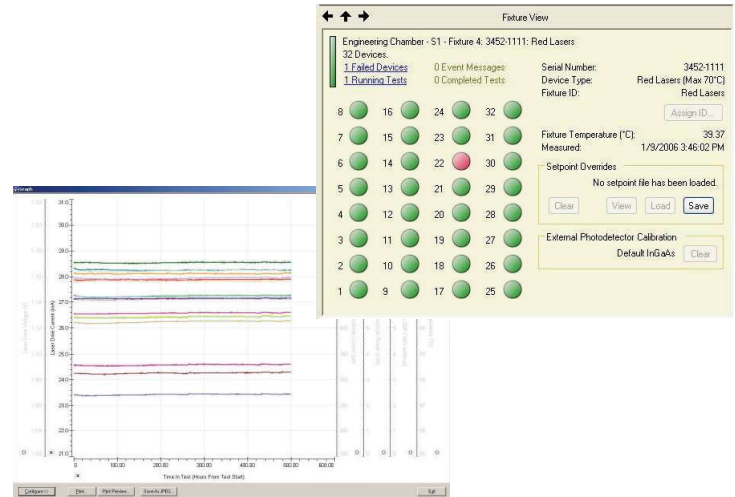 Fixture View
Engineering Chamber - S1 - Fixture 4: 3452-1111: Red Lasers
32 Devices.
1 Failed Devices 0 Event Messages
1 Running Tests 0 Completed Tests
Serial Number: 3452-1111
Device Type: Red Lasers (Max 70°C)
Fixture ID: Red Lasers
Assign ID...
8 16 24 32
7 15 23 31
6 14 22 30
5 13 21 29
4 12 20 28
3 11 19 27
2 10 18 26
1 9 17 25
Fixture Temperature (°C): 39.37
Measured: 1/9/2006 3:46:02 PM
Setpoint Overrides
No setpoint file has been loaded.
Clear View Load Save
External Photodetector Calibration
Default InGaAs Clear
Graph
31.0
30.0
29.0
28.0
27.0
26.0
25.0
24.0
23.0
22.0
21.0
Laser Diode Current (mA)
0 100.00 200.00 300.00 400.00 500.00 600.00
Time In Test (Hours From Test Start)
Configure>> Print... Print Preview... Save As JPEG... Exit